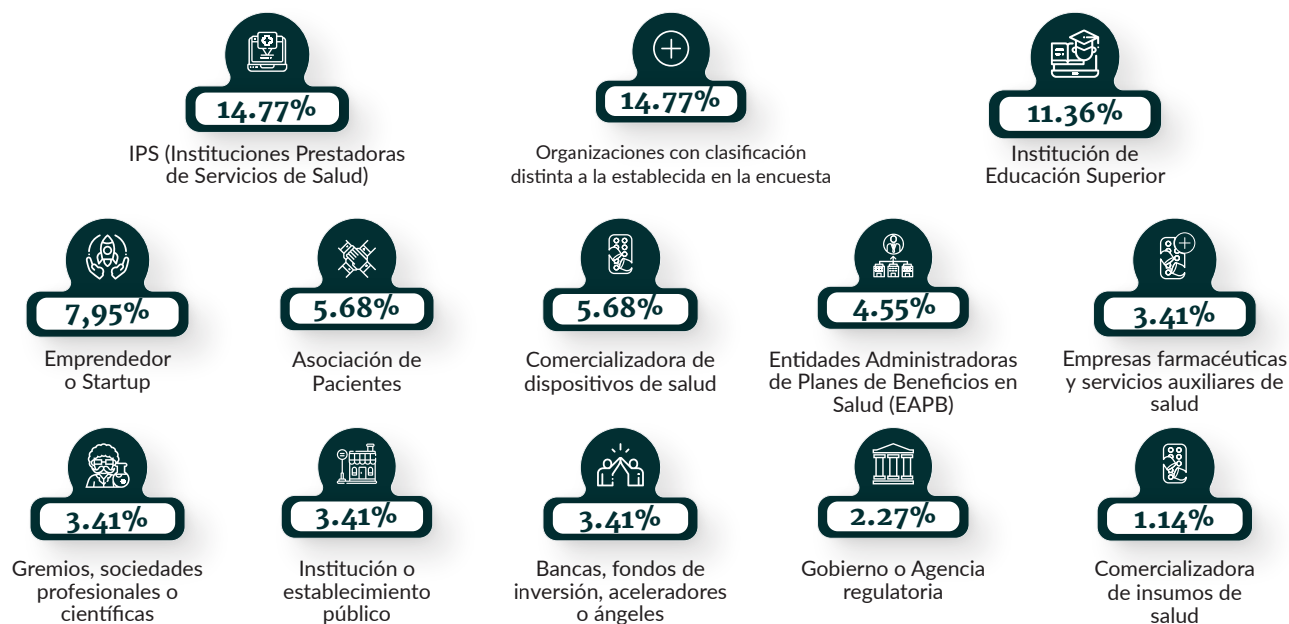 14.77%
IPS (Instituciones Prestadoras
de Servicios de Salud)
14.77%
Organizaciones con clasificación
distinta a la establecida en la encuesta
11.36%
Institución de
Educación Superior
7,95%
Emprendedor
o Startup
5.68%
Asociación de
Pacientes
5.68%
Comercializadora de
dispositivos de salud
4.55%
Entidades Administradoras
de Planes de Beneficios en
Salud (EAPB)
3.41%
Empresas farmacéuticas
y servicios auxiliares de
salud
3.41%
Gremios, sociedades
profesionales o
científicas
3.41%
Institución o
establecimiento
público
3.41%
Bancas, fondos de
inversión, aceleradores
o ángeles
2.27%
Gobierno o Agencia
regulatoria
1.14%
Comercializadora
de insumos de
salud